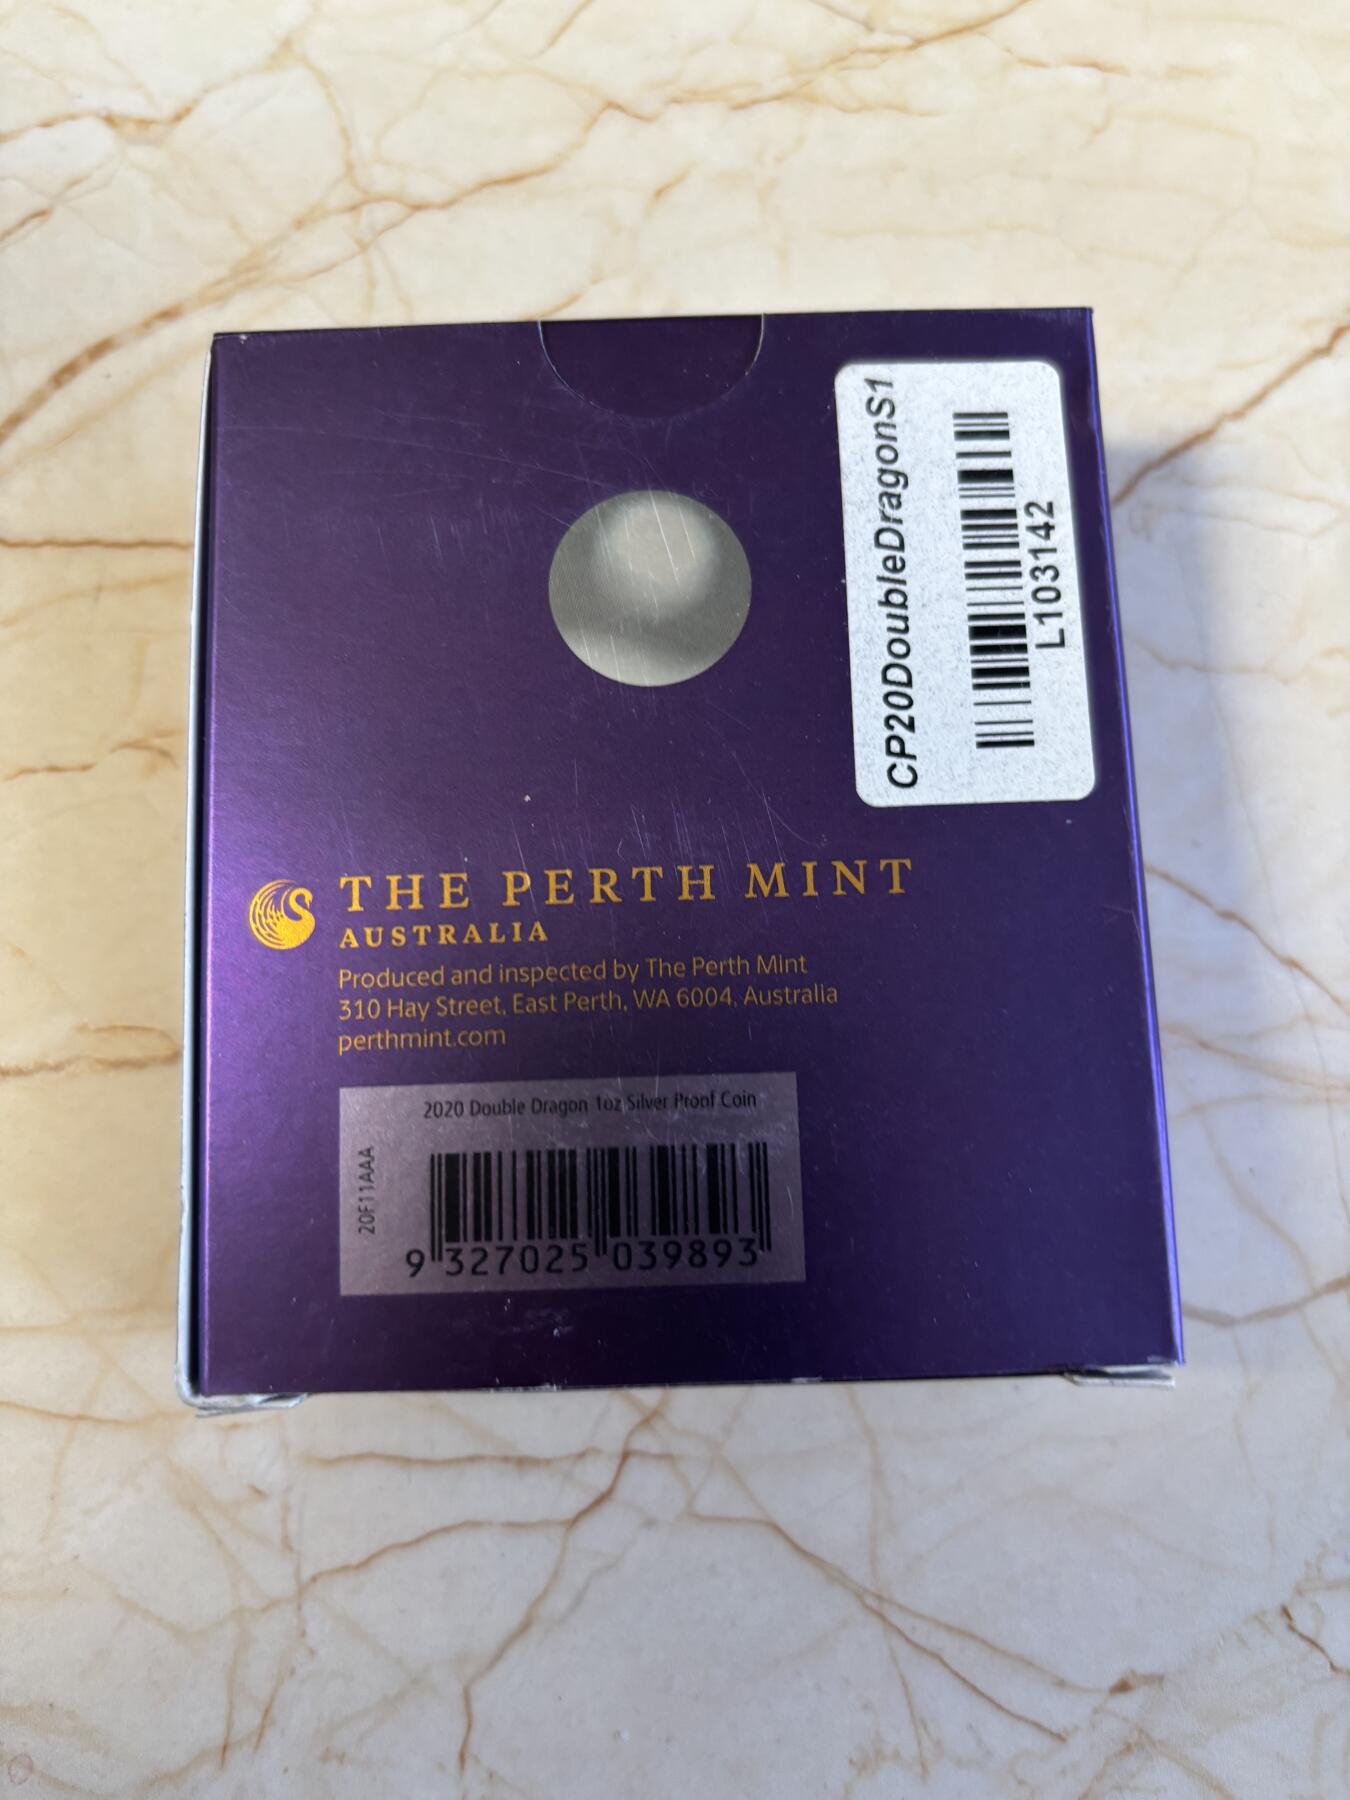 CP20DoubleDragonS1
L103142
THE PERTH MINT
AUSTRALIA
Produced and inspected by The Perth Mint
310 Hay Street, East Perth, WA 6004, Australia
perthmint.com
2020 Double Dragon 1oz Silver Proof Coin
20F11AAA
9 327025 039893